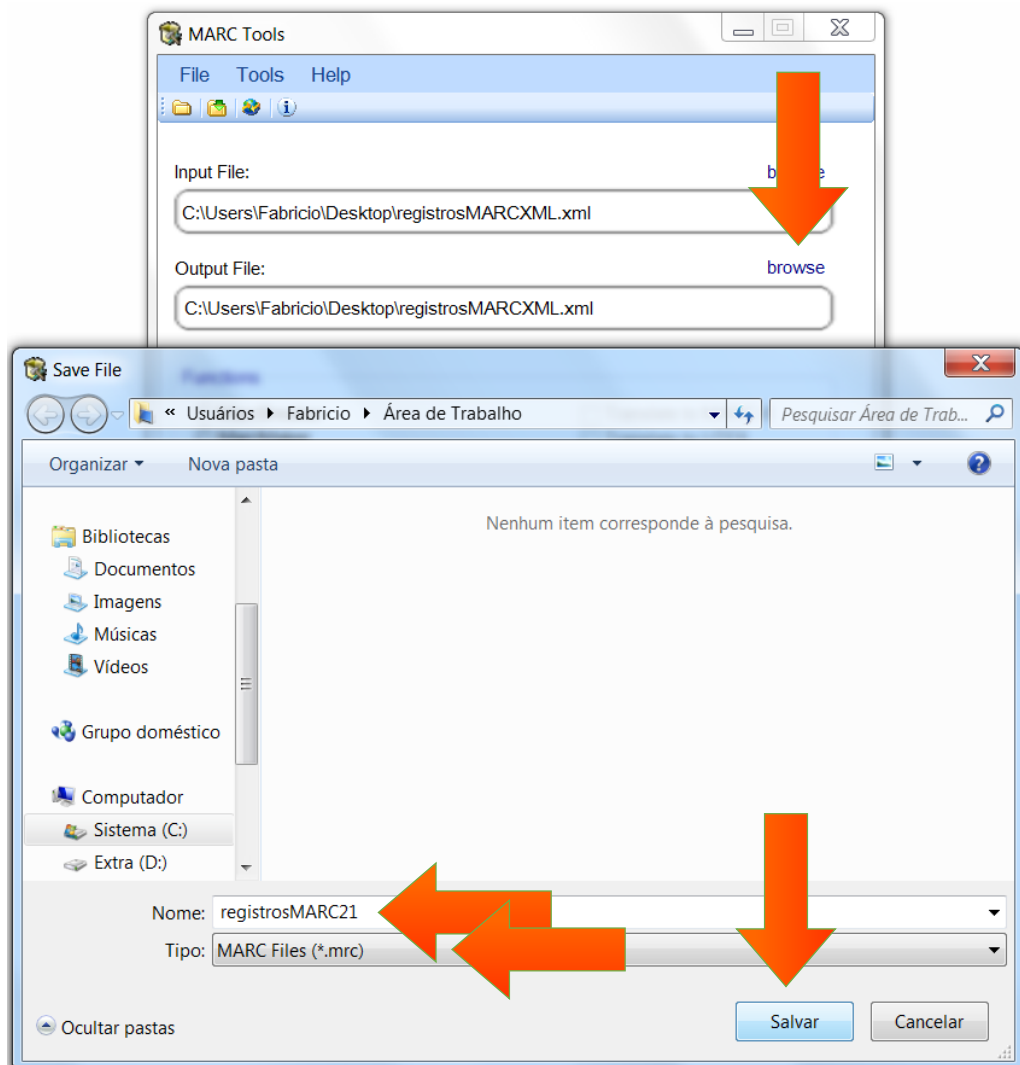 MARC Tools
File Tools Help
Input File:
C:\Users\Fabricio\Desktop\registrosMARCXML.xml
Output File: browse
C:\Users\Fabricio\Desktop\registrosMARCXML.xml
Save File
Functions
« Usuários Fabricio Área de Trabalho Pesquisar Área de Trab...
Organizar Nova pasta
Nenhum item corresponde à pesquisa.
Bibliotecas
Documentos
Imagens
Músicas
Vídeos
Grupo doméstico
Computador
Sistema (C:)
Extra (D:)
Nome: registrosMARC21
Tipo: MARC Files (*.mrc)
Ocultar pastas Salvar Cancelar